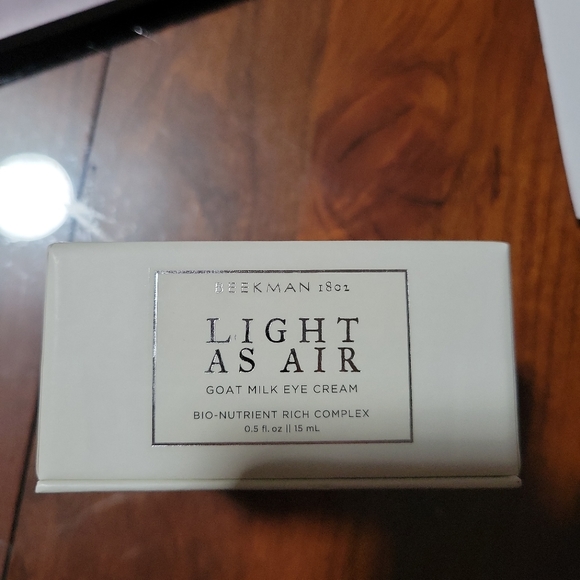 BEEKMAN 1802
LIGHT
AS AIR
GOAT MILK EYE CREAM
BIO-NUTRIENT RICH COMPLEX
0.5 fl. oz || 15 mL